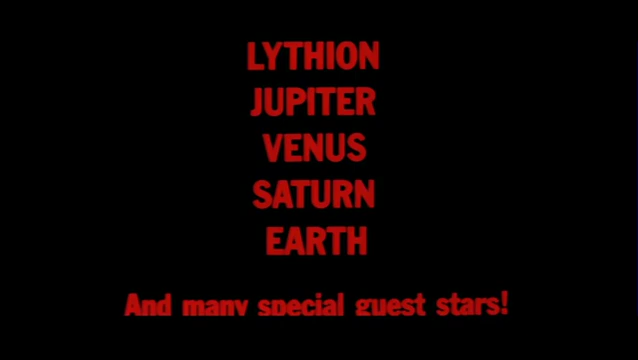 LYTHION
JUPITER
VENUS
SATURN
EARTH
And many special guest stars!